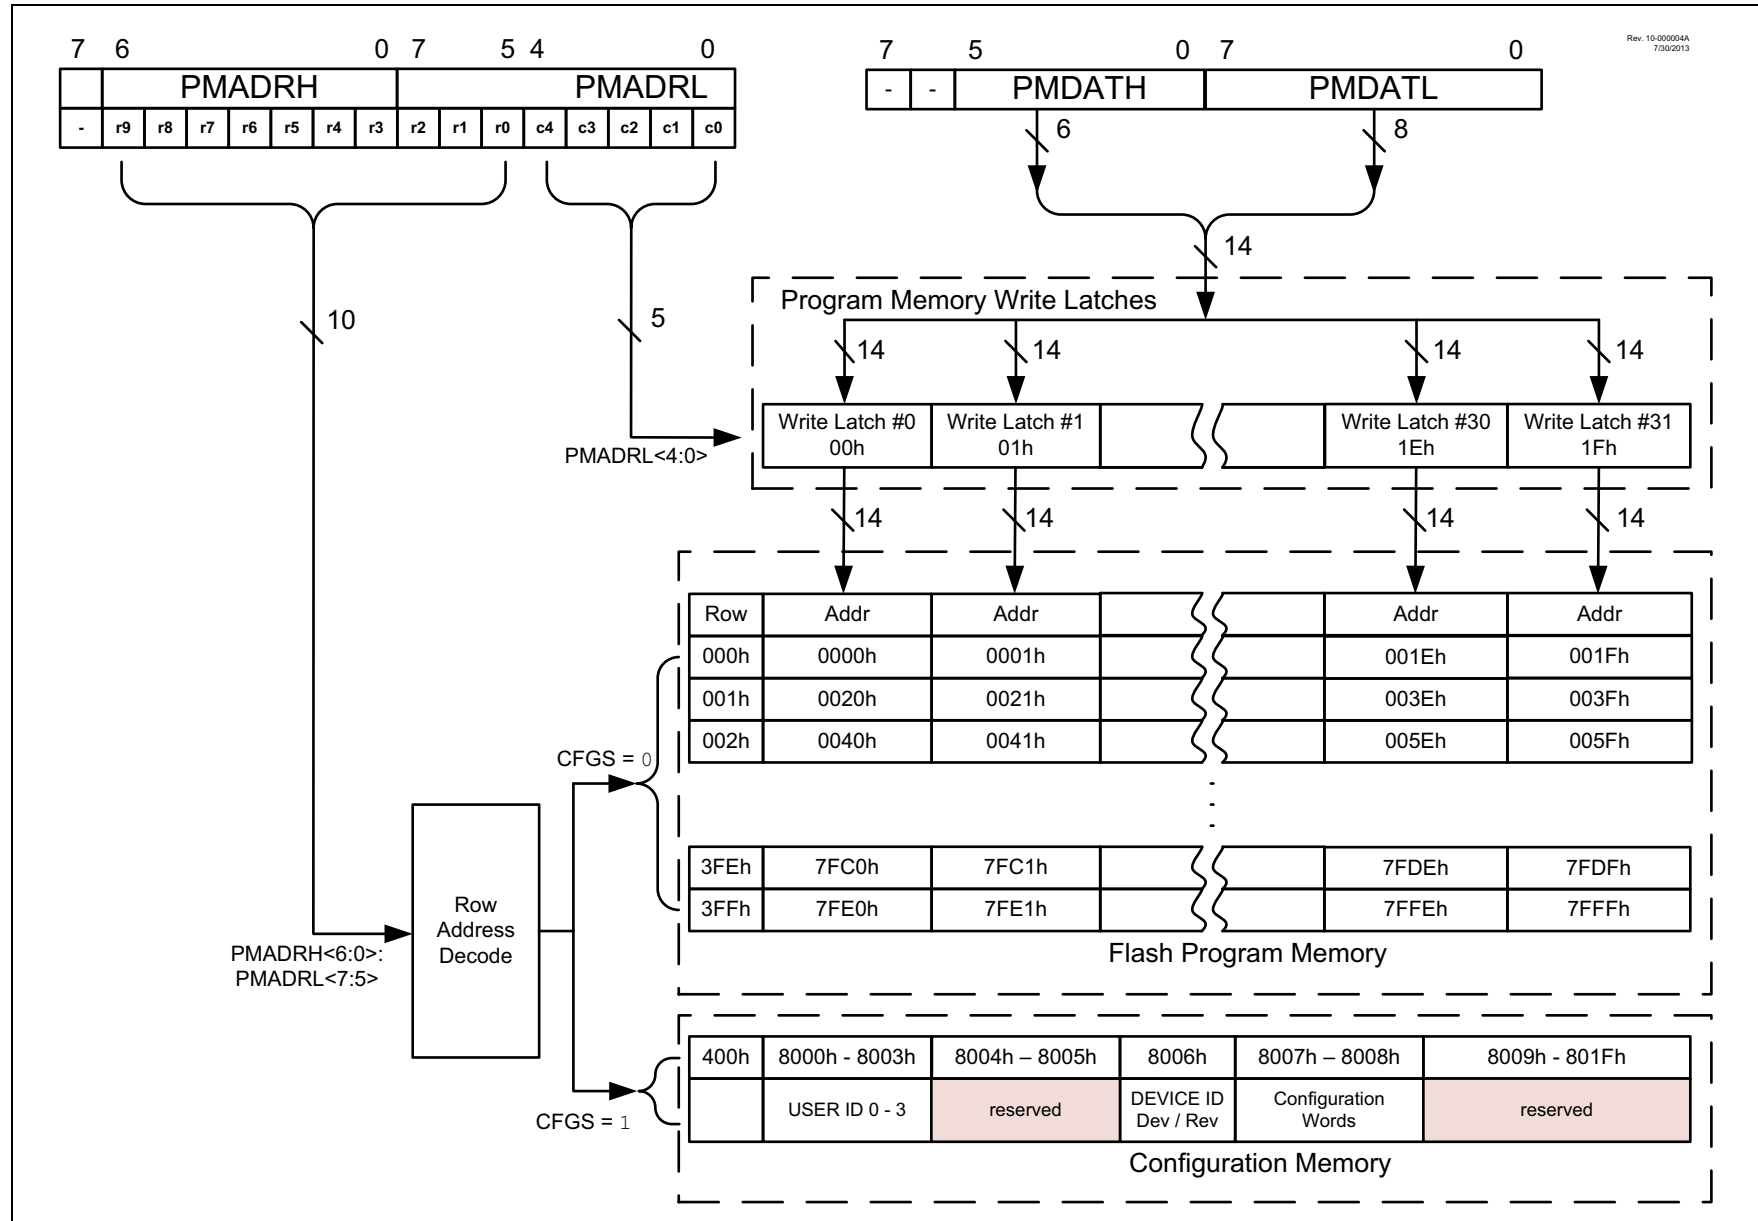 Rev. 10-000004A
7/30/2013
7 6 0 7 5 4 0
PMADRH PMADRL
- r9 r8 r7 r6 r5 r4 r3 r2 r1 r0 c4 c3 c2 c1 c0
7 5 0 7 0
- - PMDATH PMDATL
6 8
14
10
5
PMADRL<4:0>
Program Memory Write Latches
14 14 14 14
Write Latch #0 Write Latch #1 Write Latch #30 Write Latch #31
00h 01h 1Eh 1Fh
14 14 14 14
Row Addr Addr Addr Addr
000h 0000h 0001h 001Eh 001Fh
001h 0020h 0021h 003Eh 003Fh
002h 0040h 0041h 005Eh 005Fh
CFGS = 0
3FEh 7FC0h 7FC1h 7FDEh 7FDFh
3FFh 7FE0h 7FE1h 7FFEh 7FFFh
Flash Program Memory
Row
Address
Decode
PMADRH<6:0>:
PMADRL<7:5>
400h 8000h - 8003h 8004h – 8005h 8006h 8007h – 8008h 8009h - 801Fh
USER ID 0 - 3 reserved DEVICE ID Configuration reserved
Dev / Rev Words
CFGS = 1
Configuration Memory